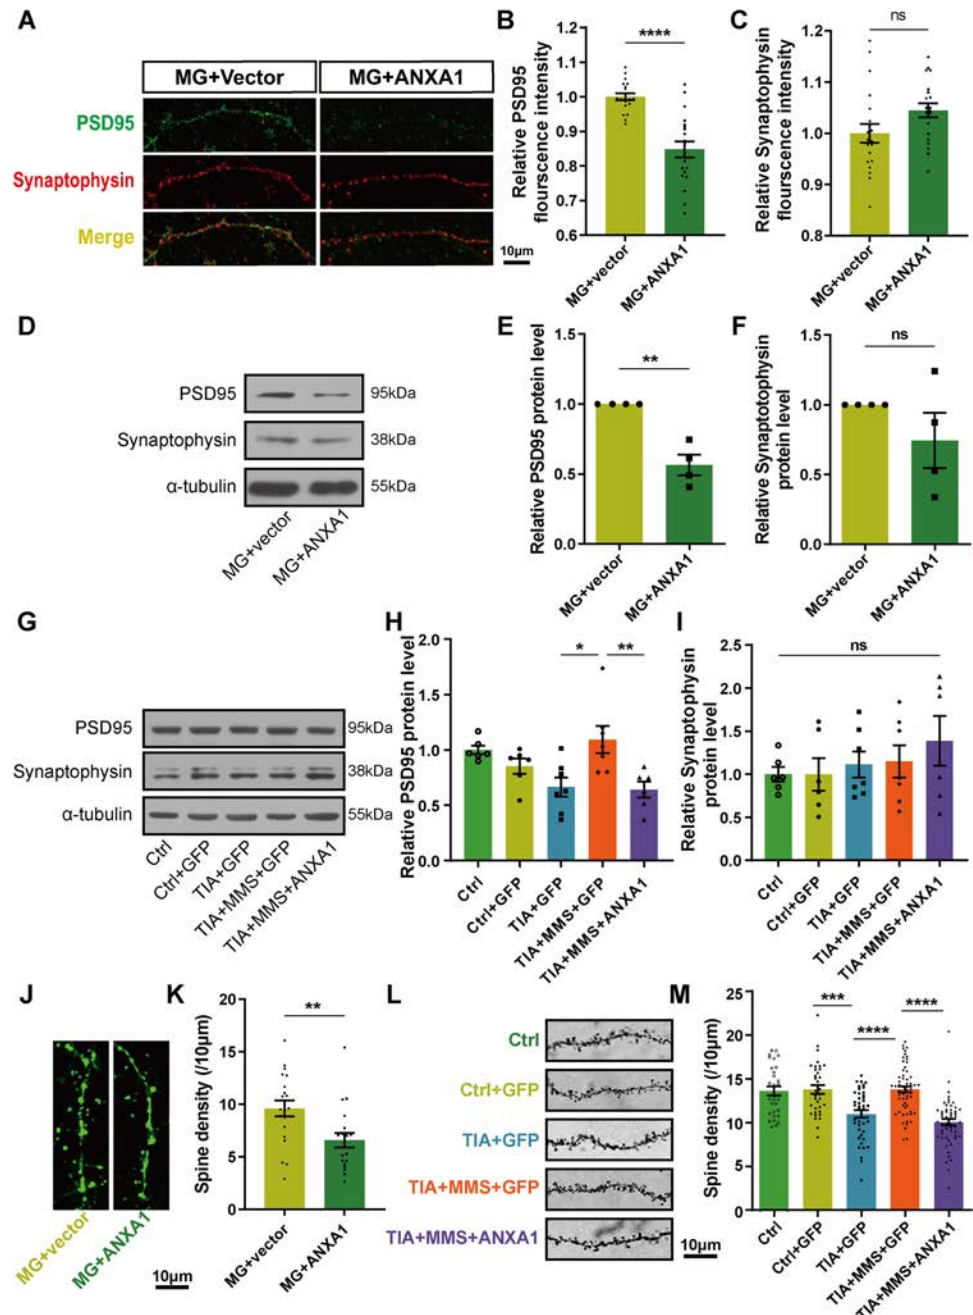 A
MG+Vector
MG+ANXA1
PSD95
Synaptophysin
Merge
10μm
B
Relative PSD95
flourscence intensity
1.2
1.0
0.9
0.8
0.7
0.6
****
MG+vector
MG+ANXA1
C
Relative Synaptophysin
flourscence intensity
1.2
1.1
1.0
0.9
0.8
ns
MG+vector
MG+ANXA1
D
PSD95
95kDa
Synaptophysin
38kDa
α-tubulin
55kDa
MG+vector
MG+ANXA1
E
Relative PSD95 protein level
1.5
1.0
0.5
0.0
**
MG+vector
MG+ANXA1
F
Relative Synaptotophysin
protein level
1.5
1.0
0.5
0.0
ns
MG+vector
MG+ANXA1
G
PSD95
95kDa
Synaptophysin
38kDa
α-tubulin
55kDa
Ctrl
Ctrl+GFP
TIA+GFP
TIA+MMS+GFP
TIA+MMS+ANXA1
H
Relative PSD95 protein level
2.0
1.5
1.0
0.5
0.0
*
**
Ctrl
Ctrl+GFP
TIA+GFP
TIA+MMS+GFP
TIA+MMS+ANXA1
I
Relative Synaptophysin
protein level
2.5
2.0
1.5
1.0
0.5
0.0
ns
Ctrl
Ctrl+GFP
TIA+GFP
TIA+MMS+GFP
TIA+MMS+ANXA1
J
MG+vector
MG+ANXA1
10μm
K
Spine density (/10μm)
20
15
10
5
0
**
MG+vector
MG+ANXA1
L
Ctrl
Ctrl+GFP
TIA+GFP
TIA+MMS+GFP
TIA+MMS+ANXA1
10μm
M
Spine density (/10μm)
25
20
15
10
5
0
***
****
****
Ctrl
Ctrl+GFP
TIA+GFP
TIA+MMS+GFP
TIA+MMS+ANXA1